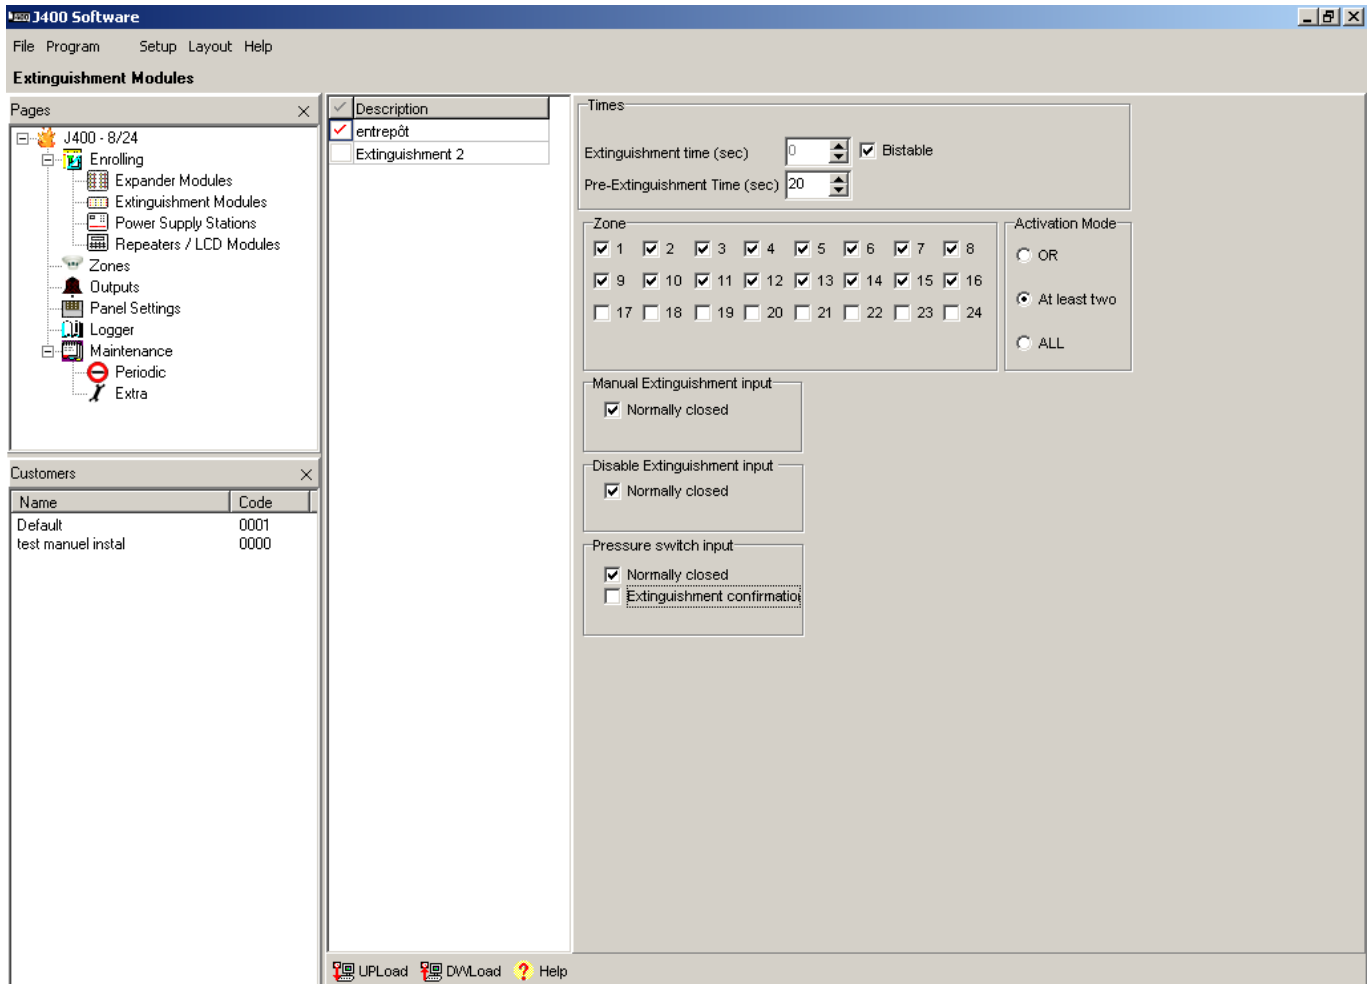 J400 Software
File Program Setup Layout Help
Extinguishment Modules
Pages
J400 - 8/24
Enrolling
Expander Modules
Extinguishment Modules
Power Supply Stations
Repeaters / LCD Modules
Zones
Outputs
Panel Settings
Logger
Maintenance
Periodic
Extra
Customers
Name Code
Default 0001
test manuel instal 0000
Description
entrepôt
Extinguishment 2
Times
Extinguishment time (sec) 0 Bistable
Pre-Extinguishment Time (sec) 20
Zone
1 2 3 4 5 6 7 8
9 10 11 12 13 14 15 16
17 18 19 20 21 22 23 24
Activation Mode
OR
At least two
ALL
Manual Extinguishment input
Normally closed
Disable Extinguishment input
Normally closed
Pressure switch input
Normally closed
Extinguishment confirmatio
UPLoad DWLoad ? Help